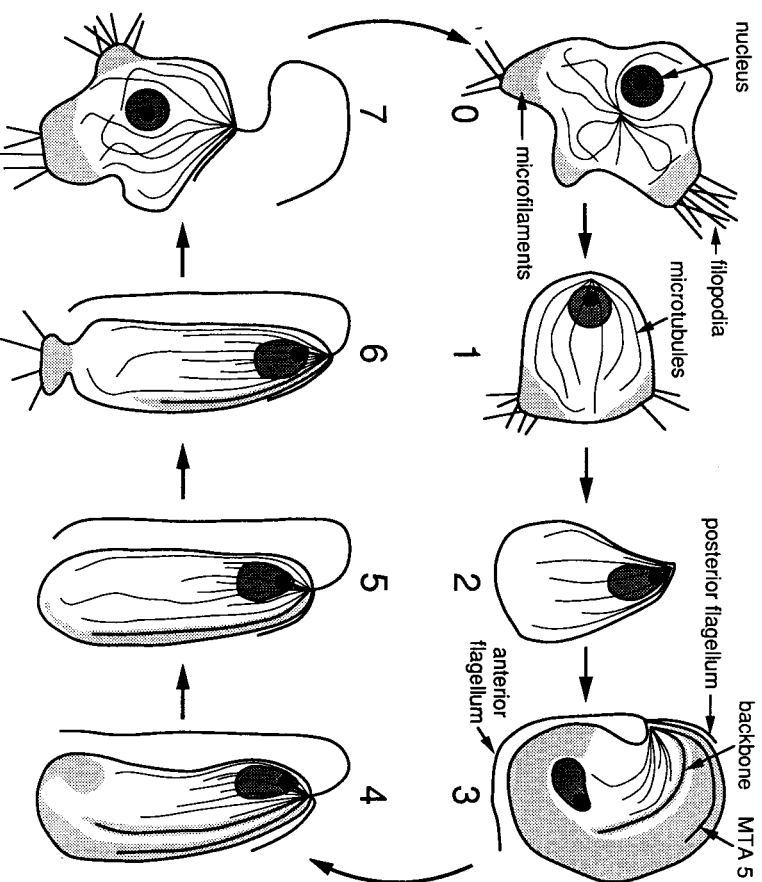 nucleus
filopodia
microtubules
posterior flagellum
backbone
MTA 5
microfilaments
anterior
flagellum
0 1 2 3
7 6 5 4